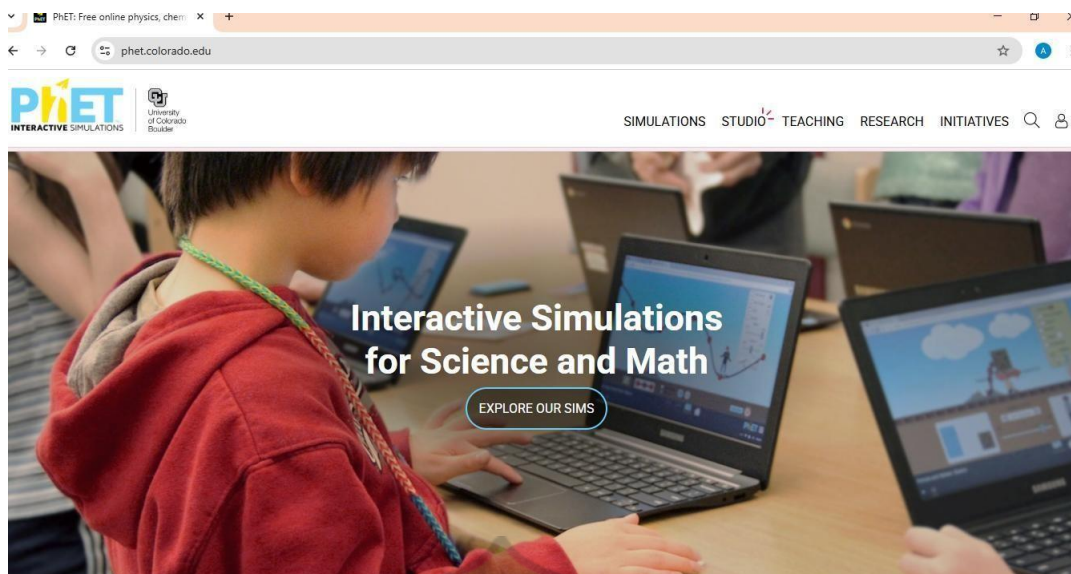 PhET: Free online physics, chem
phet.colorado.edu
A
PhET
INTERACTIVE SIMULATIONS
University
of Colorado
Boulder
SIMULATIONS STUDIO TEACHING RESEARCH INITIATIVES
Interactive Simulations
for Science and Math
EXPLORE OUR SIMS
SAMSUNG